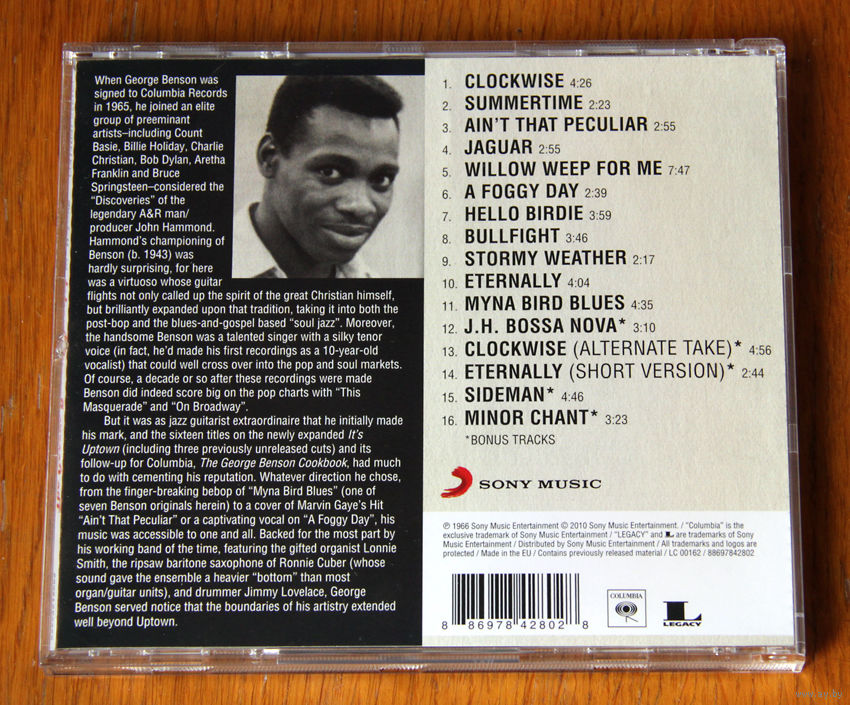 When George Benson was
signed to Columbia Records
in 1965, he joined an elite
group of preeminent
artists–including Count
Basie, Billie Holiday, Charlie
Christian, Bob Dylan, Aretha
Franklin and Bruce
Springsteen–considered the
“Discoveries” of the
legendary A&R man/
producer John Hammond.
Hammond's championing of
Benson (b. 1943) was
hardly surprising, for here
was a virtuoso whose guitar
flights not only called up the spirit of the great Christian himself,
but brilliantly expanded upon that tradition, taking it into both the
post-bop and the blues-and-gospel based “soul jazz”. Moreover,
the handsome Benson was a talented singer with a silky tenor
voice (in fact, he'd made his first recordings as a 10-year-old
vocalist) that could well cross over into the pop and soul markets.
Of course, a decade or so after these recordings were made
Benson did indeed score big on the pop charts with “This
Masquerade” and “On Broadway”.
But it was as jazz guitarist extraordinaire that he initially made
his mark, and the sixteen titles on the newly expanded It's
Uptown (including three previously unreleased cuts) and its
follow-up for Columbia, The George Benson Cookbook, had much
to do with cementing his reputation. Whatever direction he chose,
from the finger-breaking bebop of “Myna Bird Blues” (one of
seven Benson originals herein) to a cover of Marvin Gaye's Hit
“Ain't That Peculiar” or a captivating vocal on “A Foggy Day”, his
music was accessible to one and all. Backed for the most part by
his working band of the time, featuring the gifted organist Lonnie
Smith, the ripsaw baritone saxophone of Ronnie Cuber (whose
sound gave the ensemble a heavier “bottom” than most
organ/guitar units), and drummer Jimmy Lovelace, George
Benson served notice that the boundaries of his artistry extended
well beyond Uptown.
1. CLOCKWISE 4:26
2. SUMMERTIME 2:23
3. AIN'T THAT PECULIAR 2:55
4. JAGUAR 2:55
5. WILLOW WEEP FOR ME 7:47
6. A FOGGY DAY 2:39
7. HELLO BIRDIE 3:59
8. BULLFIGHT 3:46
9. STORMY WEATHER 2:17
10. ETERNALLY 4:04
11. MYNA BIRD BLUES 4:35
12. J.H. BOSSA NOVA* 3:10
13. CLOCKWISE (ALTERNATE TAKE)* 4:56
14. ETERNALLY (SHORT VERSION)* 2:44
15. SIDEMAN* 4:46
16. MINOR CHANT* 3:23
*BONUS TRACKS
SONY MUSIC
℗ 1966 Sony Music Entertainment © 2010 Sony Music Entertainment. / “Columbia” is the
exclusive trademark of Sony Music Entertainment / “LEGACY” and L are trademarks of Sony
Music Entertainment / Distributed by Sony Music Entertainment / All trademarks and logos are
protected / Made in the EU / Contains previously released material / LC 00162 / 88697842802
8 86978 42802 8
COLUMBIA
L LEGACY